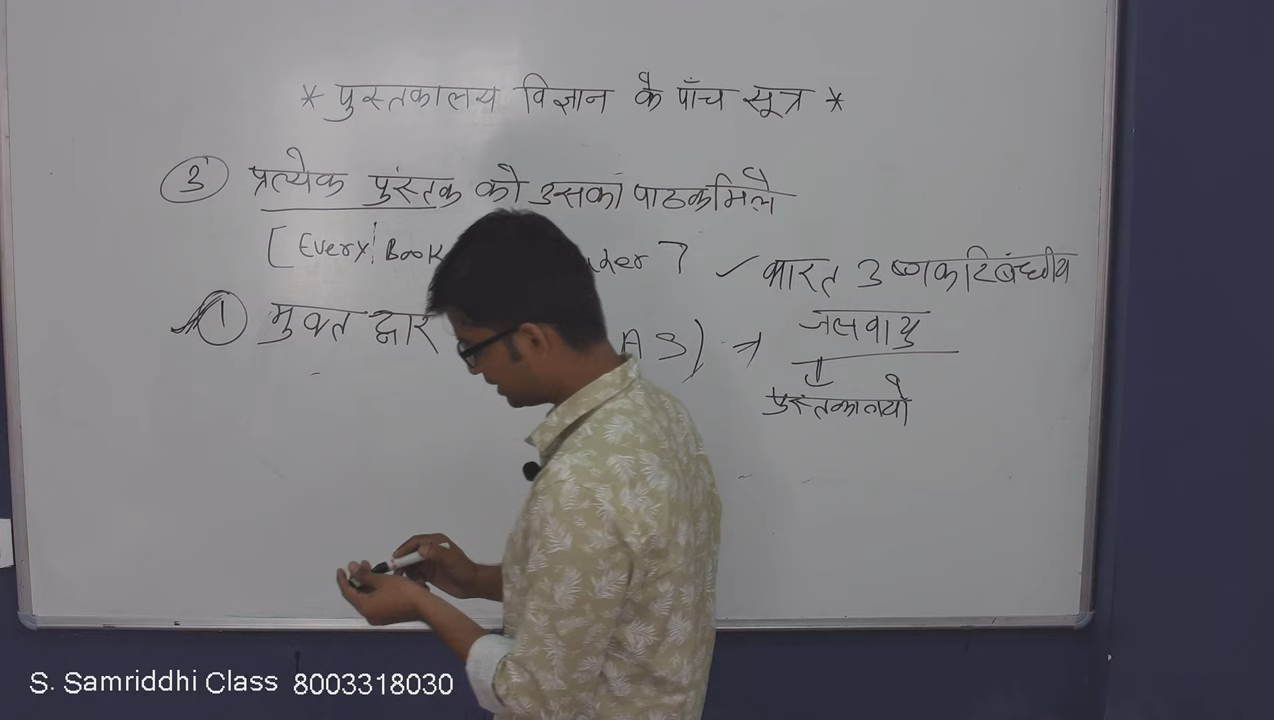 * पुस्तकालय विज्ञान के पाँच सूत्र *
3 प्रत्येक पुस्तक को उसका पाठक मिले
[Every Book
✓ भारत उष्णकटिबंधीय
1 मुक्त द्वार AS) → जलवायु
⇓
पुस्तकालयो
S. Samriddhi Class 8003318030